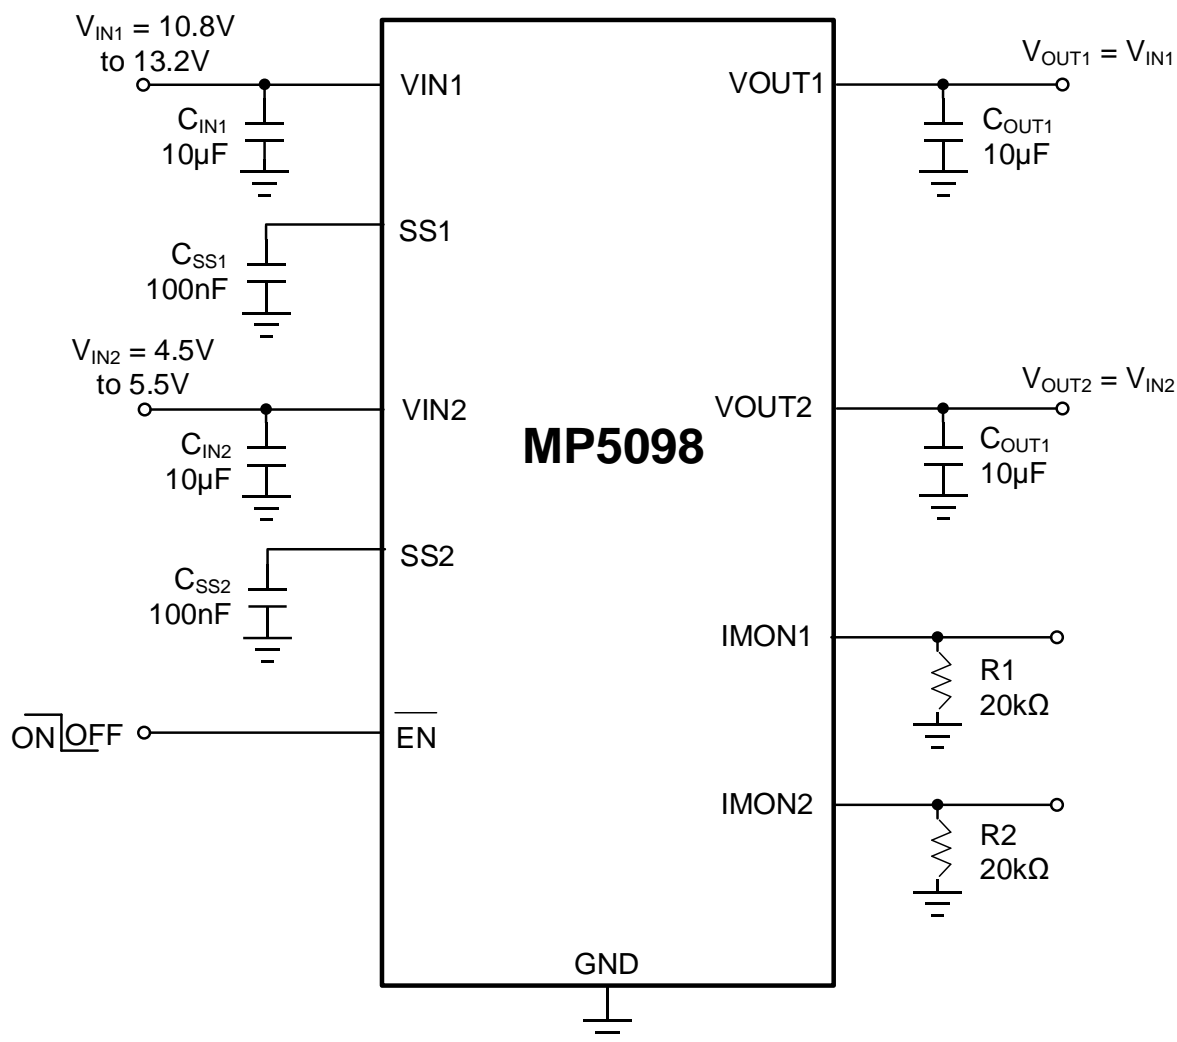 VIN1 = 10.8V
to 13.2V
VIN1
CIN1
10µF
SS1
CSS1
100nF
VIN2 = 4.5V
to 5.5V
VIN2
CIN2
10µF
SS2
CSS2
100nF
ON OFF
EN
MP5098
VOUT1
VOUT1 = VIN1
COUT1
10µF
VOUT2
VOUT2 = VIN2
COUT1
10µF
IMON1
R1
20kΩ
IMON2
R2
20kΩ
GND